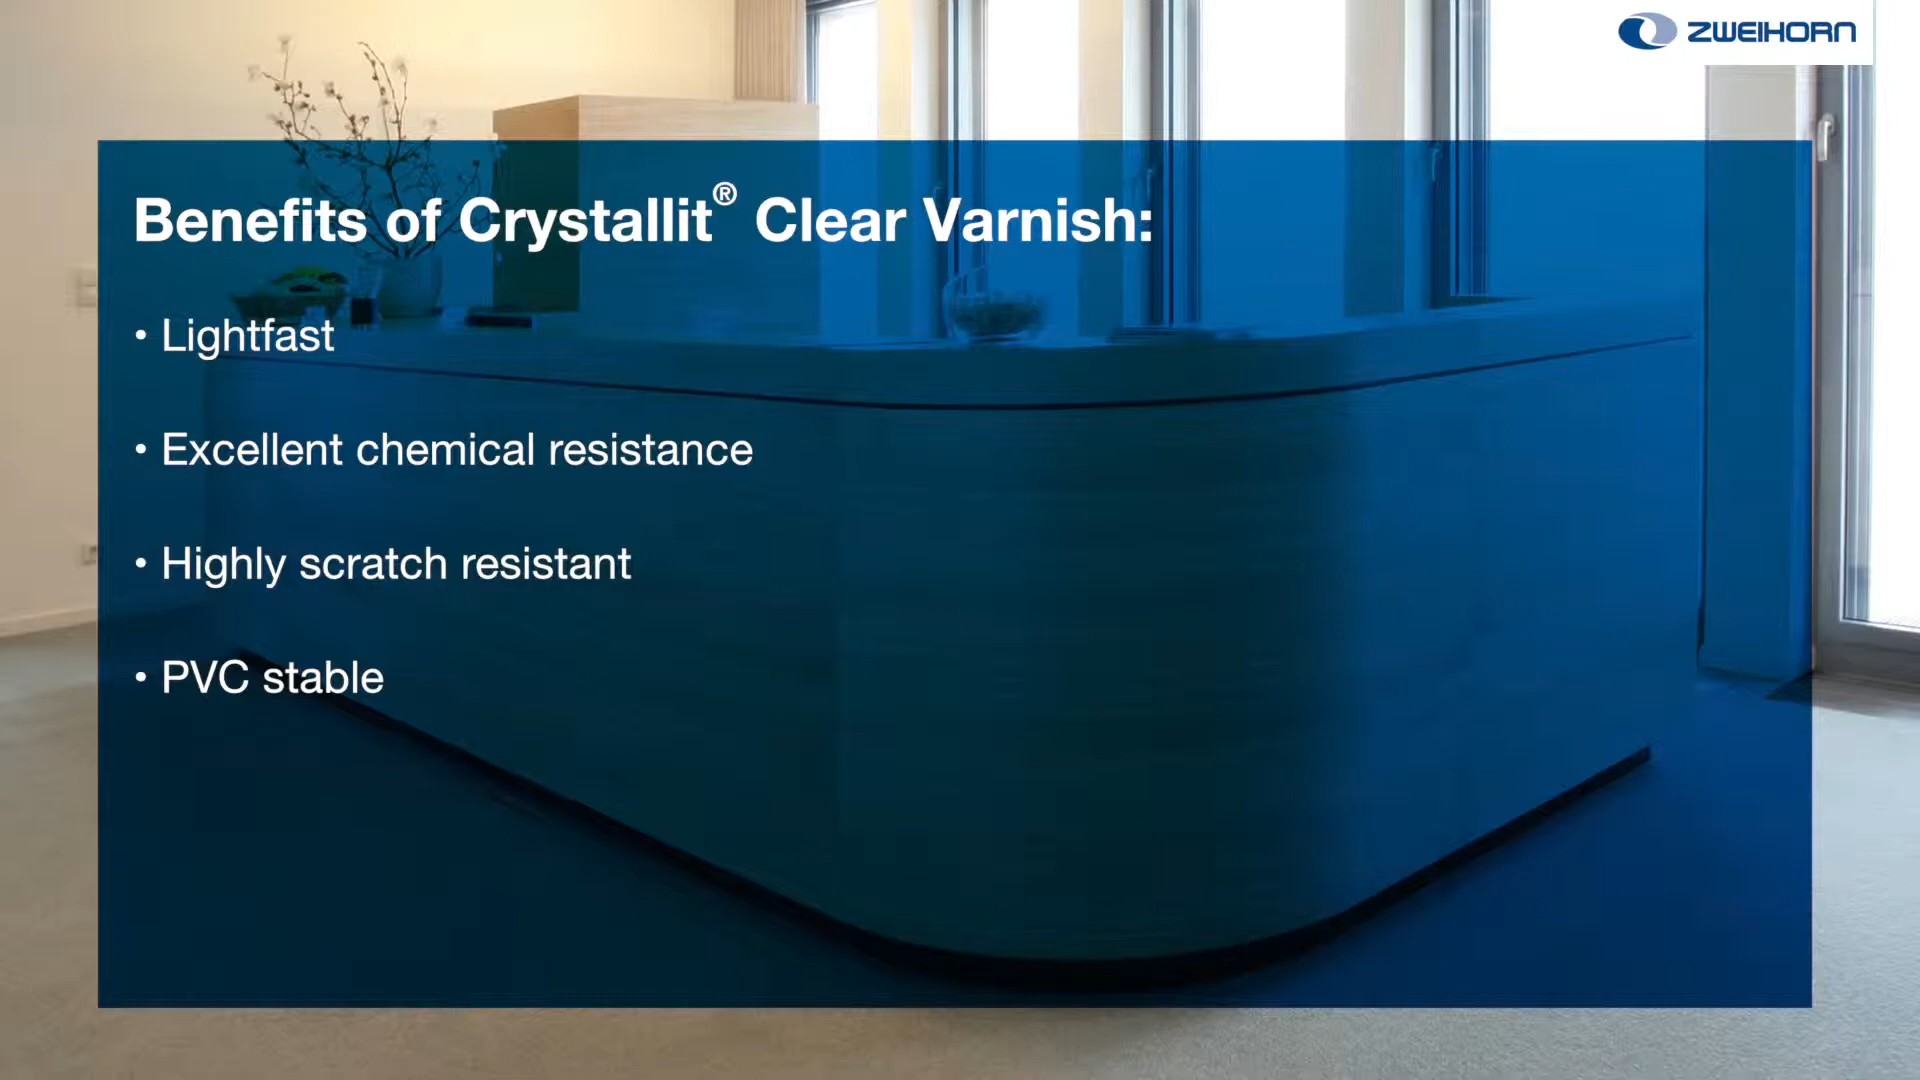 ZWEIHORN
Benefits of Crystallit® Clear Varnish:
• Lightfast
• Excellent chemical resistance
• Highly scratch resistant
• PVC stable